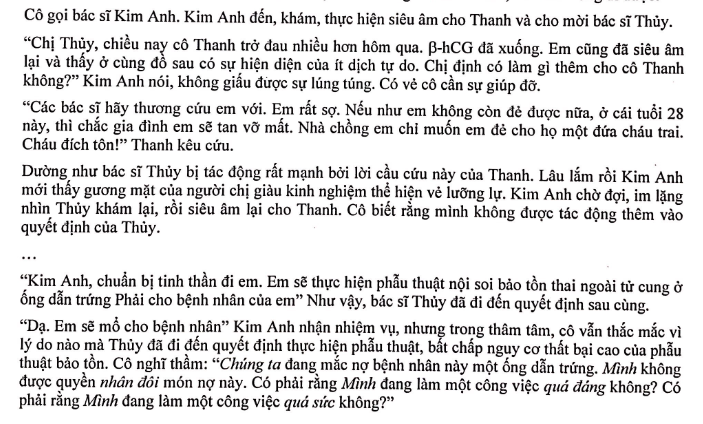 Cô gọi bác sĩ Kim Anh. Kim Anh đến, khám, thực hiện siêu âm cho Thanh và cho mời bác sĩ Thủy.
“Chị Thủy, chiều nay cô Thanh trở đau nhiều hơn hôm qua. β-hCG đã xuống. Em cũng đã siêu âm
lại và thấy ở cùng đồ sau có sự hiện diện của ít dịch tự do. Chị định có làm gì thêm cho cô Thanh
không?” Kim Anh nói, không giấu được sự lúng túng. Có vẻ cô cần sự giúp đỡ.
“Các bác sĩ hãy thương cứu em với. Em rất sợ. Nếu như em không còn đẻ được nữa, ở cái tuổi 28
này, thì chắc gia đình em sẽ tan vỡ mất. Nhà chồng em chỉ muốn em đẻ cho họ một đứa cháu trai.
Cháu đích tôn!” Thanh kêu cứu.
Dường như bác sĩ Thủy bị tác động rất mạnh bởi lời cầu cứu này của Thanh. Lâu lắm rồi Kim Anh
mới thấy gương mặt của người chị giàu kinh nghiệm thể hiện vẻ lưỡng lự. Kim Anh chờ đợi, im lặng
nhìn Thủy khám lại, rồi siêu âm lại cho Thanh. Cô biết rằng mình không được tác động thêm vào
quyết định của Thủy.
...
“Kim Anh, chuẩn bị tinh thần đi em. Em sẽ thực hiện phẫu thuật nội soi bảo tồn thai ngoài tử cung ở
ống dẫn trứng Phải cho bệnh nhân của em” Như vậy, bác sĩ Thủy đã đi đến quyết định sau cùng.
“Dạ. Em sẽ mổ cho bệnh nhân” Kim Anh nhận nhiệm vụ, nhưng trong thâm tâm, cô vẫn thắc mắc vì
lý do nào mà Thủy đã đi đến quyết định thực hiện phẫu thuật, bất chấp nguy cơ thất bại cao của phẫu
thuật bảo tồn. Cô nghĩ thầm: “Chúng ta đang mắc nợ bệnh nhân này một ống dẫn trứng. Mình không
được quyền nhân đôi món nợ này. Có phải rằng Mình đang làm một công việc quá đáng không? Có
phải rằng Mình đang làm một công việc quá sức không?”